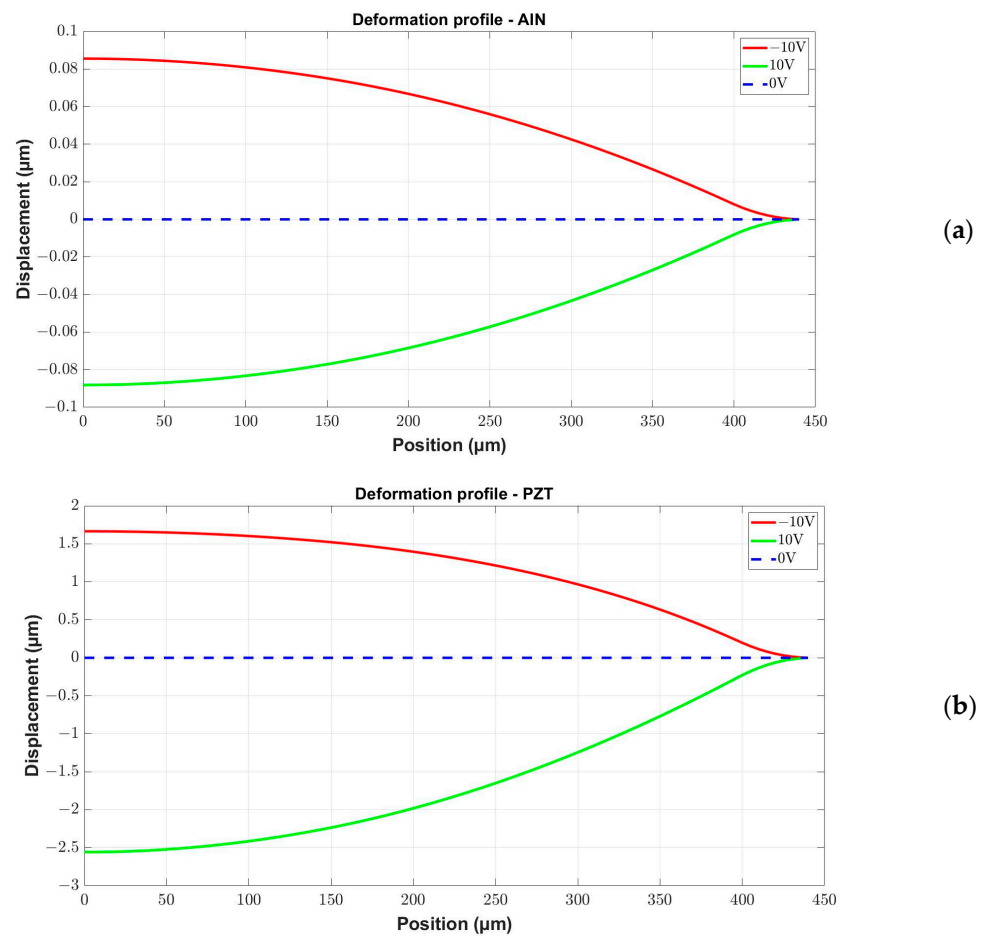 Deformation profile - AlN
0.1
0.08
0.06
0.04
0.02
0
−0.02
−0.04
−0.06
−0.08
−0.1
Displacement (μm)
−10V
10V
0V
0 50 100 150 200 250 300 350 400 450
Position (μm)
(a)
Deformation profile - PZT
2
1.5
1
0.5
0
−0.5
−1
−1.5
−2
−2.5
−3
Displacement (μm)
−10V
10V
0V
0 50 100 150 200 250 300 350 400 450
Position (μm)
(b)